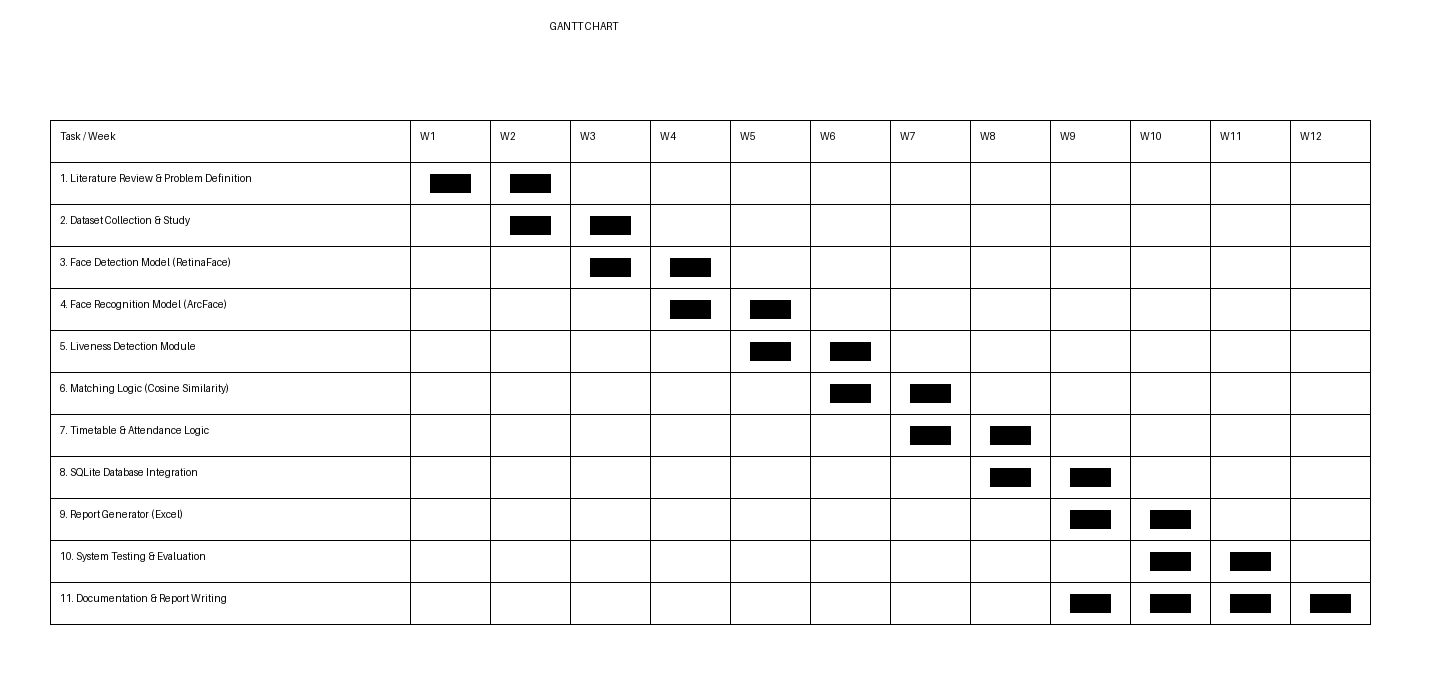 GANTT CHART
Task / Week W1 W2 W3 W4 W5 W6 W7 W8 W9 W10 W11 W12
1. Literature Review & Problem Definition
2. Dataset Collection & Study
3. Face Detection Model (RetinaFace)
4. Face Recognition Model (ArcFace)
5. Liveness Detection Module
6. Matching Logic (Cosine Similarity)
7. Timetable & Attendance Logic
8. SQLite Database Integration
9. Report Generator (Excel)
10. System Testing & Evaluation
11. Documentation & Report Writing